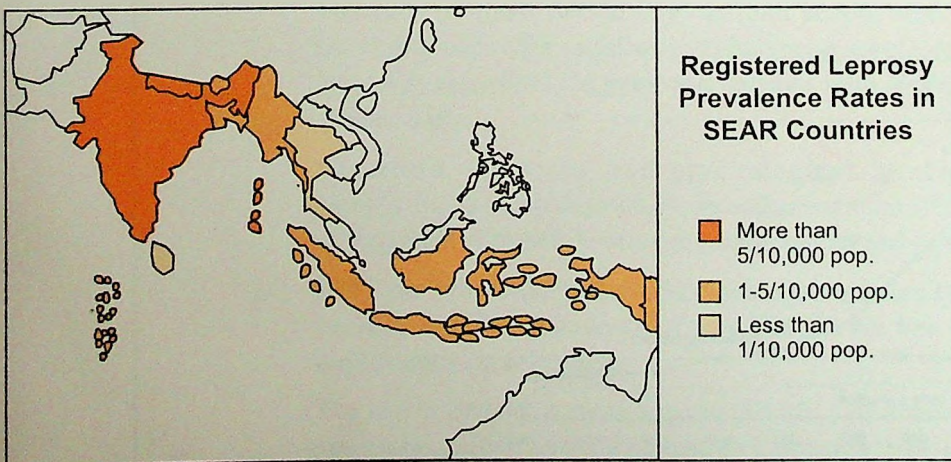 Registered Leprosy
Prevalence Rates in
SEAR Countries
More than
5/10,000 pop.
1-5/10,000 pop.
Less than
1/10,000 pop.